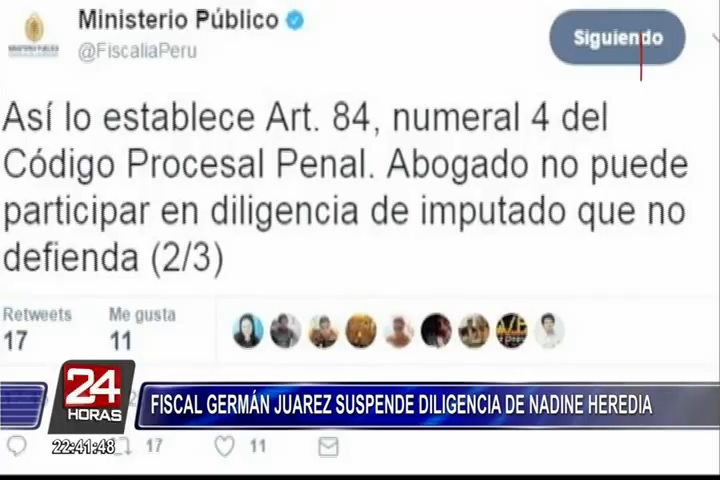 Ministerio Público
@FiscaliaPeru
Siguiendo
Así lo establece Art. 84, numeral 4 del
Código Procesal Penal. Abogado no puede
participar en diligencia de imputado que no
defienda (2/3)
Retweets
17
Me gusta
11
24
HORAS
FISCAL GERMÁN JUAREZ SUSPENDE DILIGENCIA DE NADINE HEREDIA
22:41:48
17
11